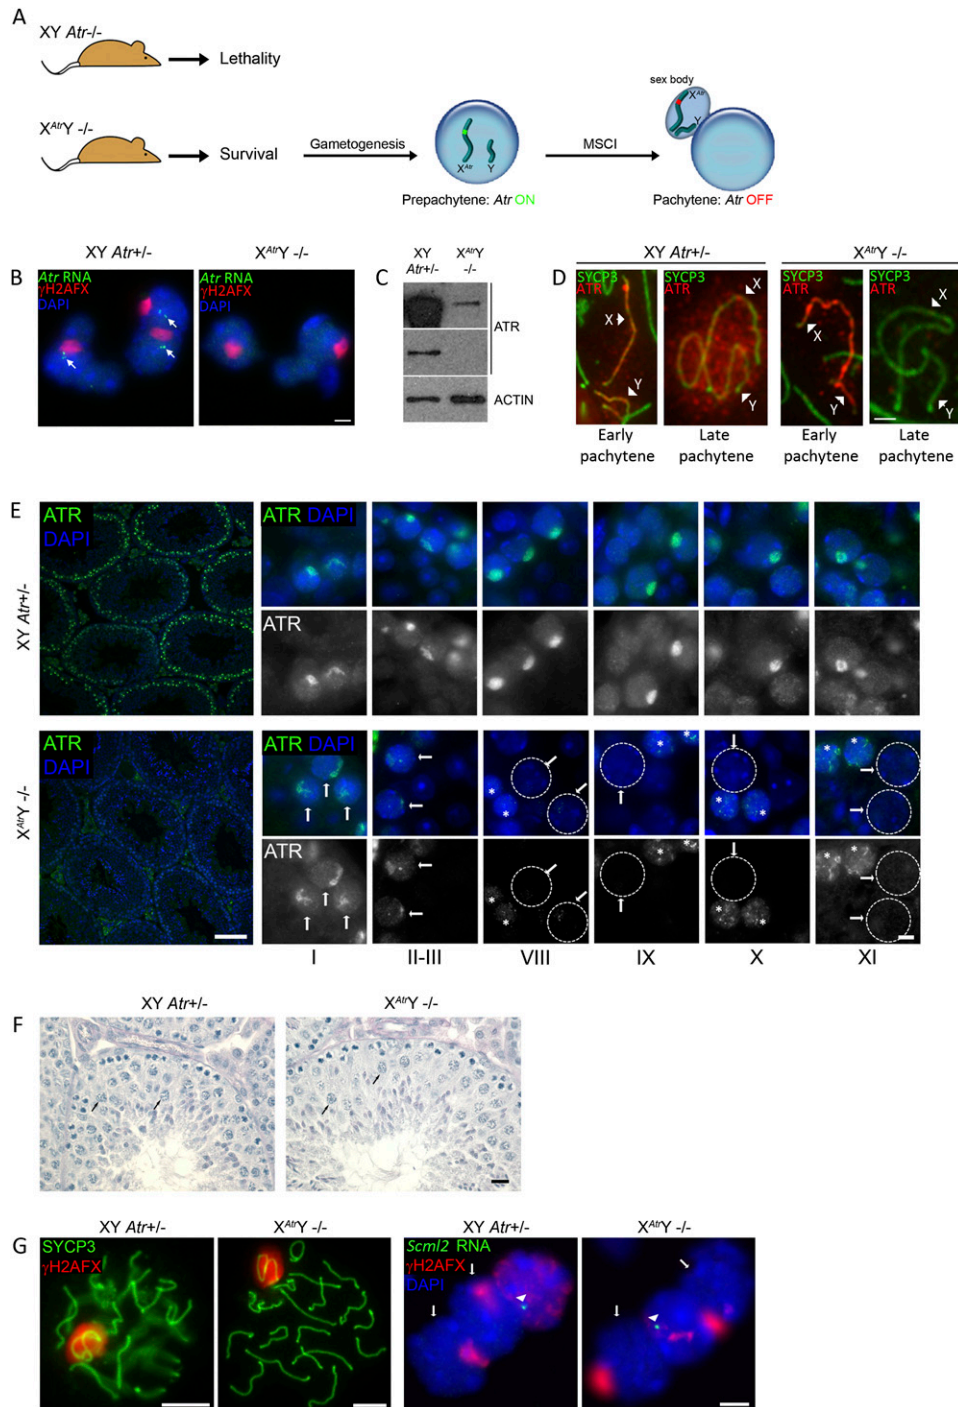 A
XY Atr-/-
Lethality
X^AtrY -/-
Survival
Gametogenesis
X^Atr
Y
Prepachytene: Atr ON
MSCI
sex body
X^Atr
Y
Pachytene: Atr OFF
B
XY Atr+/-
X^AtrY -/-
Atr RNA
γH2AFX
DAPI
Atr RNA
γH2AFX
DAPI
C
XY
Atr+/-
X^AtrY
-/-
ATR
ACTIN
D
XY Atr+/-
X^AtrY -/-
SYCP3
ATR
X
Y
SYCP3
ATR
X
Y
SYCP3
ATR
X
Y
SYCP3
ATR
X
Y
Early
pachytene
Late
pachytene
Early
pachytene
Late
pachytene
E
XY Atr+/-
ATR
DAPI
ATR DAPI
ATR
X^AtrY -/-
ATR
DAPI
ATR DAPI
* * * * * * * *
ATR
* * * * * * * *
I II-III VIII IX X XI
F
XY Atr+/-
X^AtrY -/-
G
XY Atr+/-
X^AtrY -/-
XY Atr+/-
X^AtrY -/-
SYCP3
γH2AFX
Scml2 RNA
γH2AFX
DAPI